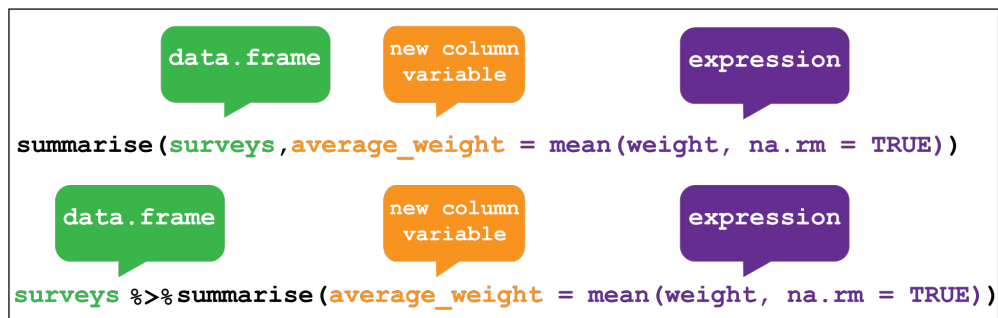 data.frame
new column
variable
expression
summarise(surveys,average_weight = mean(weight, na.rm = TRUE))
data.frame
new column
variable
expression
surveys %>%summarise(average_weight = mean(weight, na.rm = TRUE))